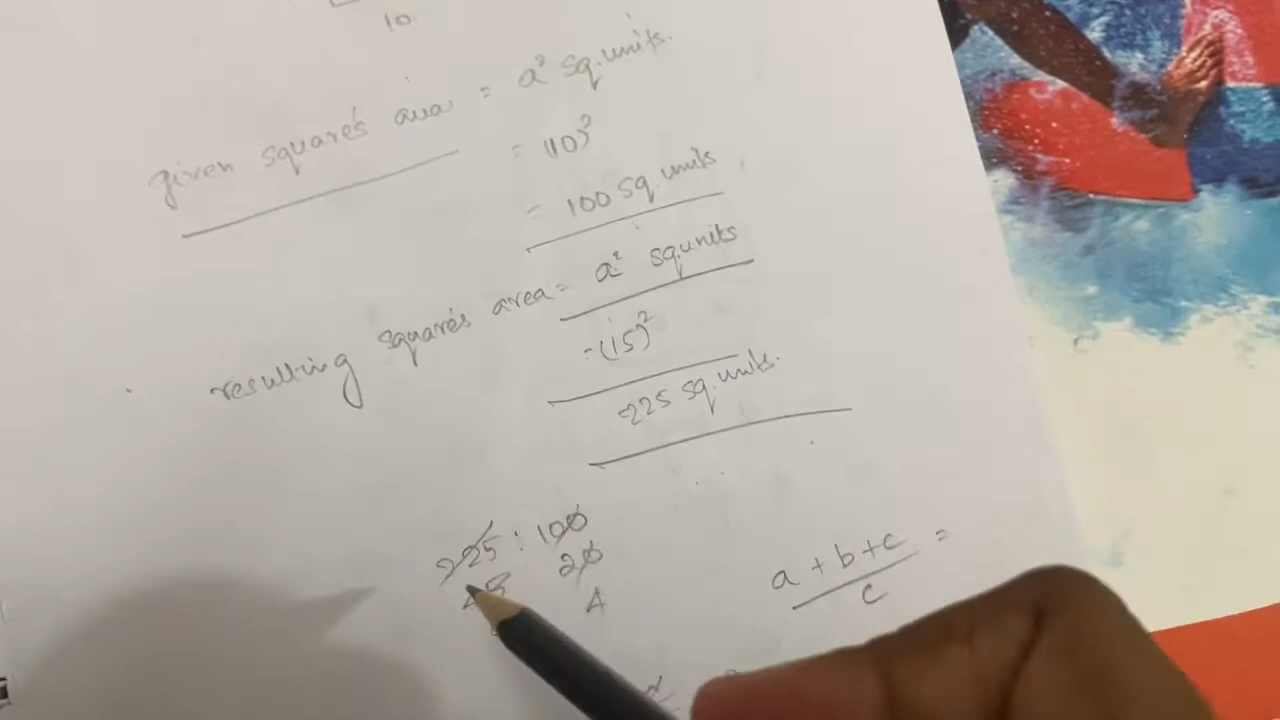 10
given square's area = a² sq.units.
= (10)²
= 100 sq.units
resulting square's area = a² sq.units
= (15)²
225 sq.units.
225 : 100
45 20
4
a + b + c =
c